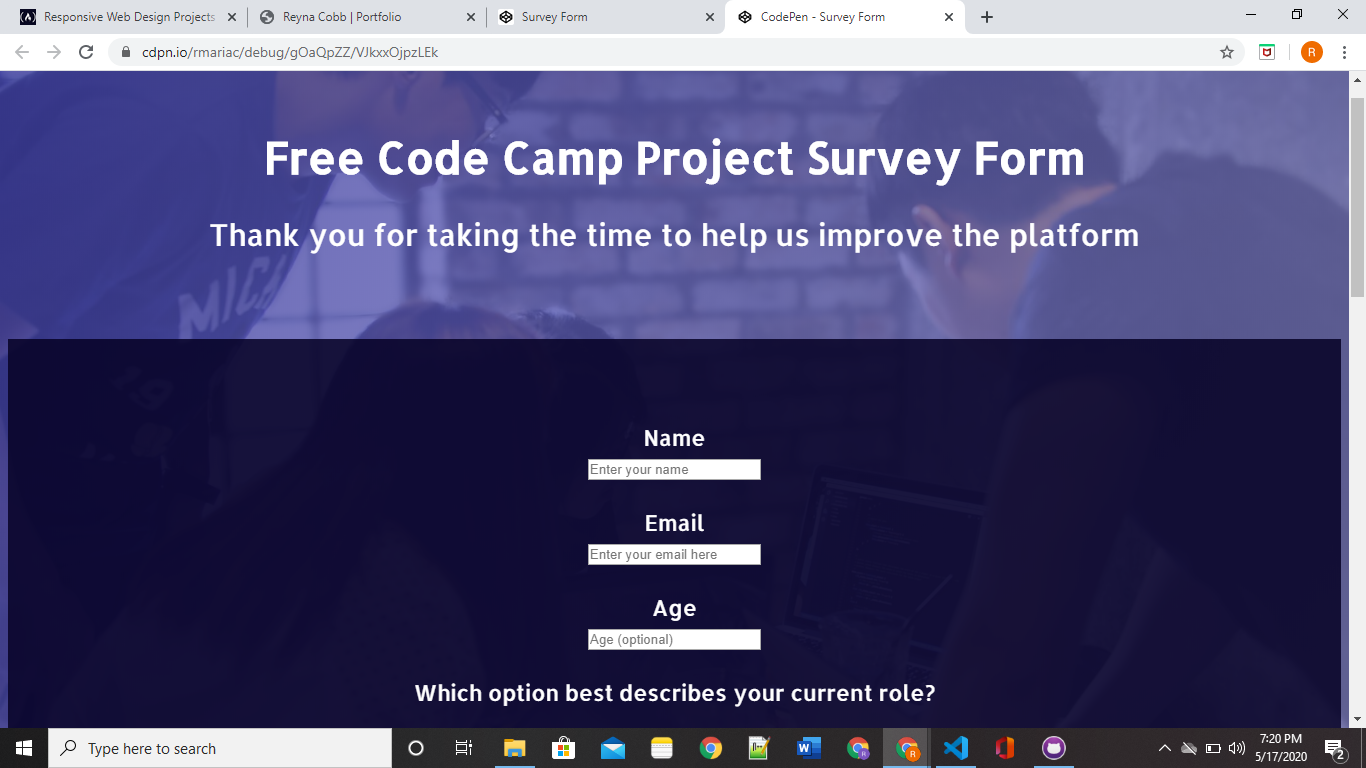 Responsive Web Design Projects
Reyna Cobb | Portfolio
Survey Form
CodePen - Survey Form
cdpn.io/rmariac/debug/gOaQpZZ/VJkxxOjpzLEk
R
Free Code Camp Project Survey Form
Thank you for taking the time to help us improve the platform
MICH
19
Name
Enter your name
Email
Enter your email here
Age
Age (optional)
Which option best describes your current role?
Type here to search
7:20 PM
5/17/2020
2